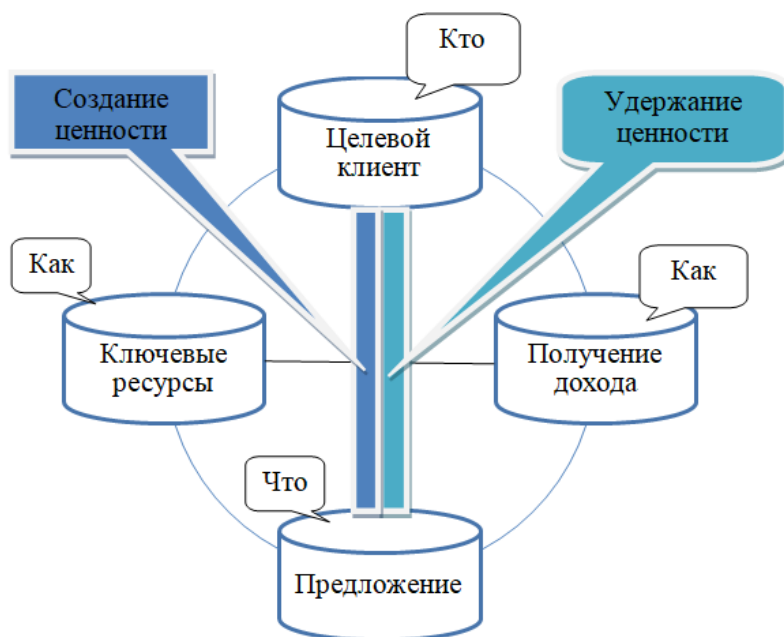 Кто
Создание
ценности
Удержание
ценности
Целевой
клиент
Как
Как
Ключевые
ресурсы
Получение
дохода
Что
Предложение